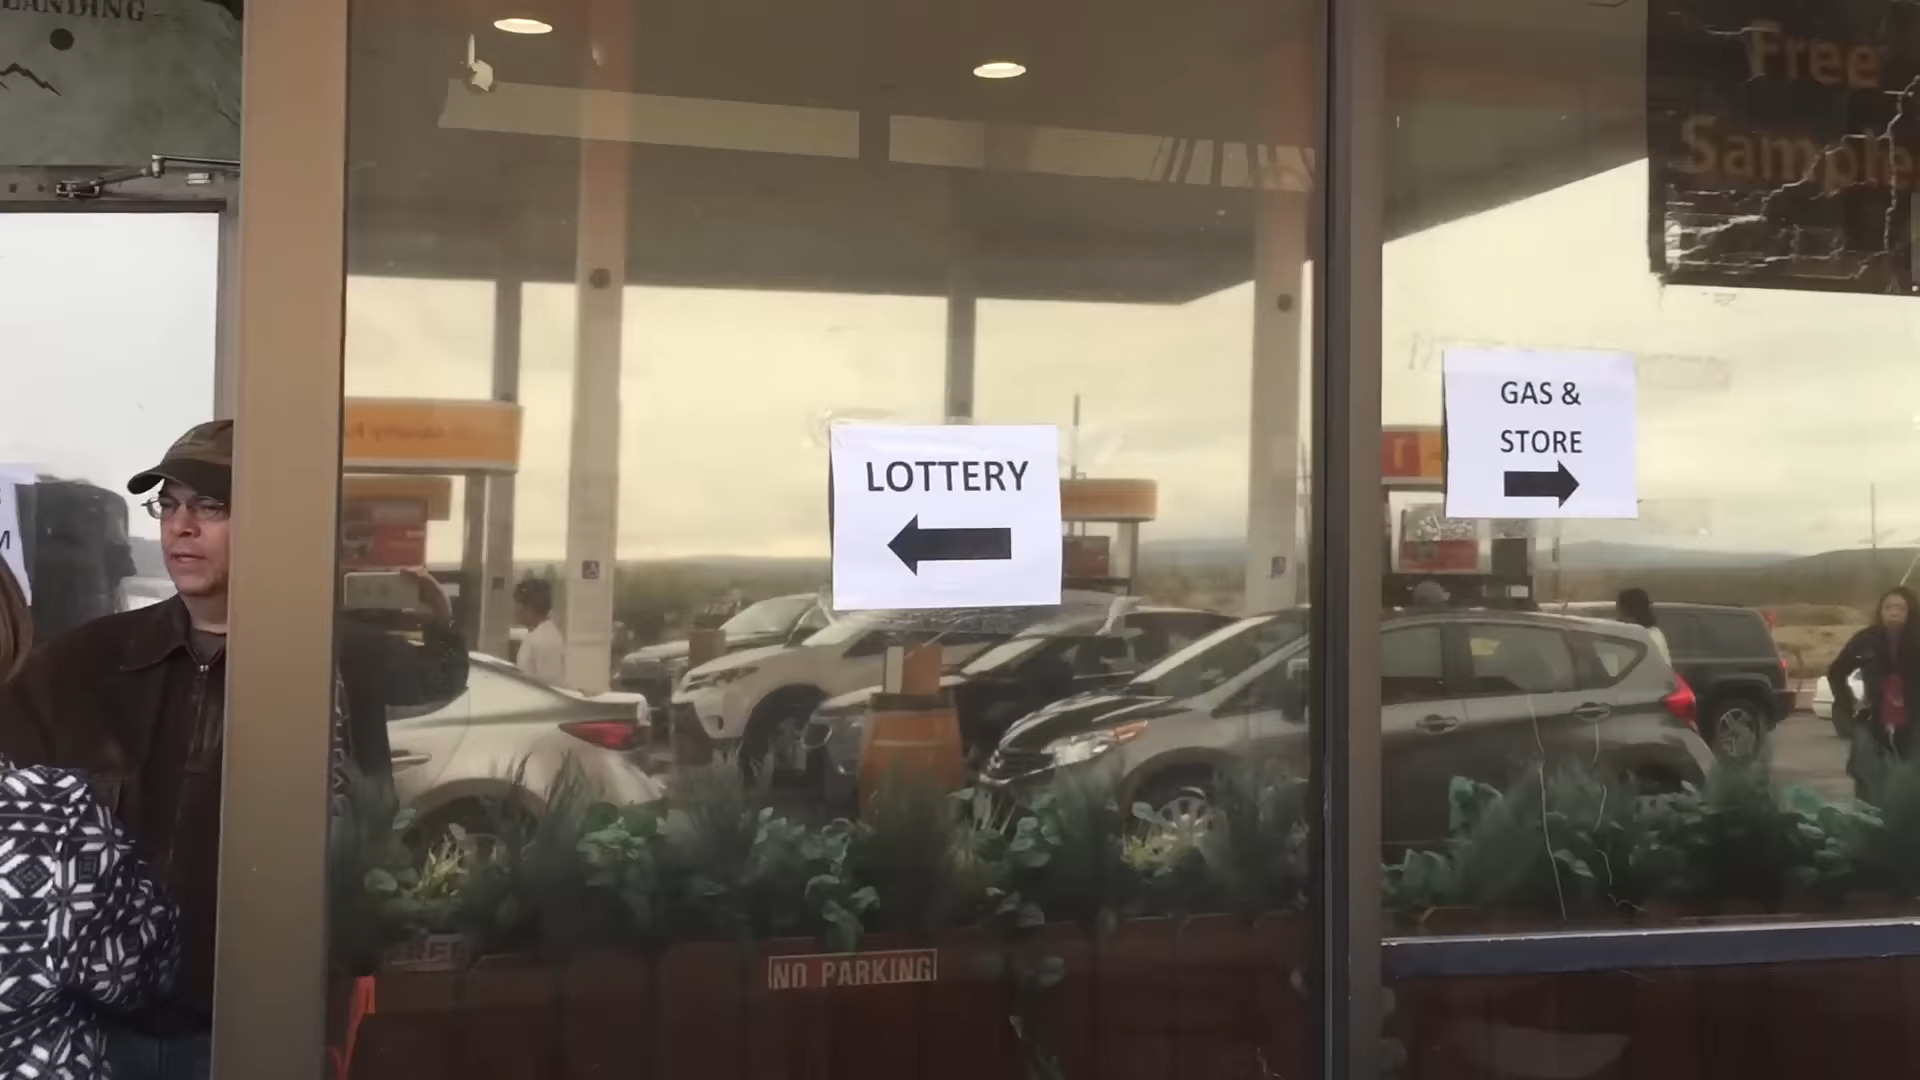 LANDING
Free
Sample
GAS &
STORE
LOTTERY
NO PARKING